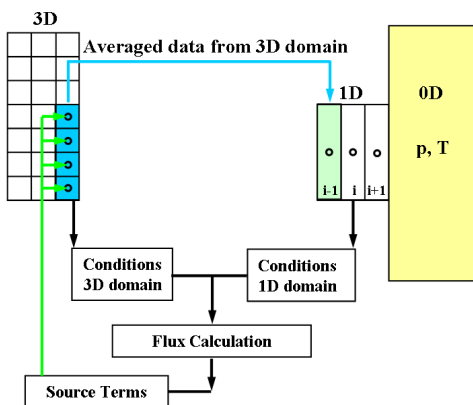 3D
Averaged data from 3D domain
1D
0D
p, T
i-1 i i+1
Conditions
3D domain
Conditions
1D domain
Flux Calculation
Source Terms